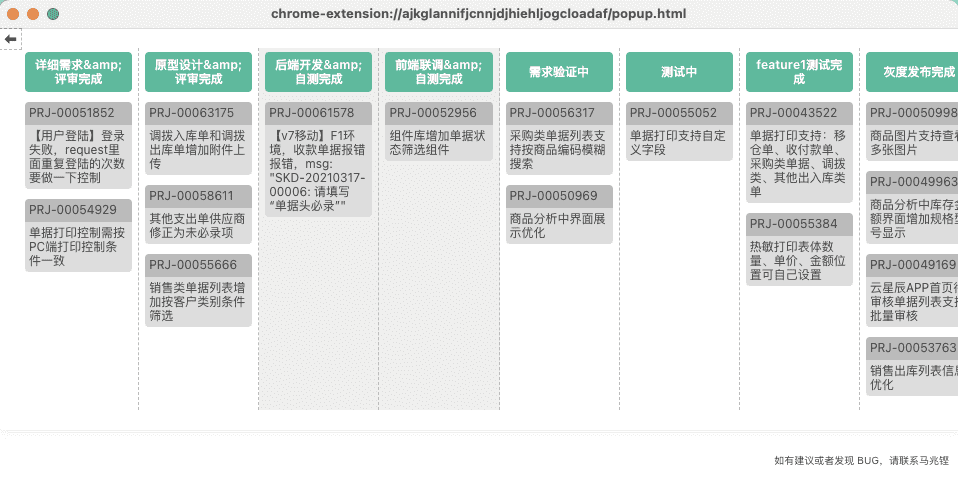 chrome-extension://ajkglannifjcnnjdjhiehljogcloadaf/popup.html
详细需求&amp;
评审完成
PRJ-00051852
【用户登陆】登录
失败，request里
面重复登陆的次数
要做一下控制
PRJ-00054929
单据打印控制需按
PC端打印控制条
件一致
原型设计&amp;
评审完成
PRJ-00063175
调拨入库单和调拨
出库单增加附件上
传
PRJ-00058611
其他支出单供应商
修正为未必录项
PRJ-00055666
销售类单据列表增
加按客户类别条件
筛选
后端开发&amp;
自测完成
PRJ-00061578
【v7移动】F1环
境，收款单据报错
报错，msg:
"SKD-20210317-
00006: 请填写
“单据头必录”"
前端联调&amp;
自测完成
PRJ-00052956
组件库增加单据状
态筛选组件
需求验证中
PRJ-00056317
采购类单据列表支
持按商品编码模糊
搜索
PRJ-00050969
商品分析中界面展
示优化
测试中
PRJ-00055052
单据打印支持自定
义字段
feature1测试完
成
PRJ-00043522
单据打印支持：移
仓单、收付款单、
采购类单据、调拨
类、其他出入库类
单
PRJ-00055384
热敏打印表体数
量、单价、金额位
置可自己设置
灰度发布完成
PRJ-00050998
商品图片支持查看
多张图片
PRJ-00049963
商品分析中库存金
额界面增加规格型
号显示
PRJ-00049169
云星辰APP首页待
审核单据列表支持
批量审核
PRJ-00053763
销售出库列表信息
优化
如有建议或者发现 BUG，请联系马兆铿